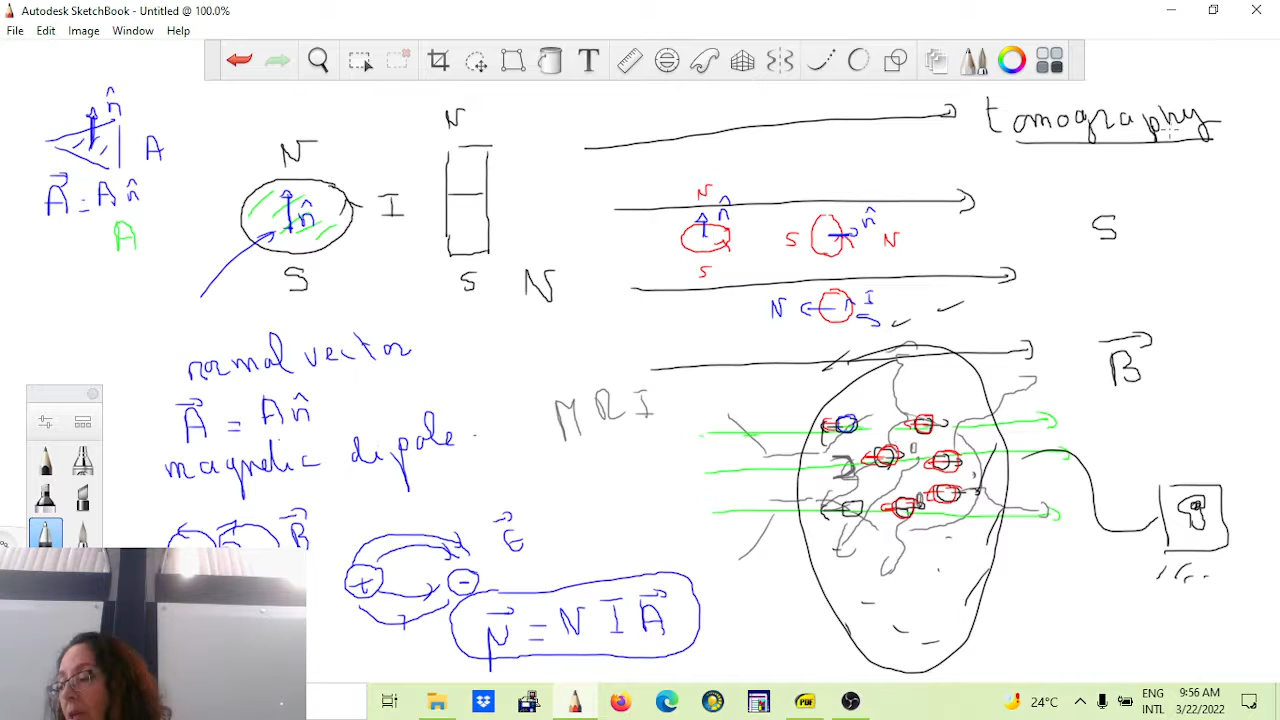 Autodesk SketchBook - Untitled @ 100.0%
File Edit Image Window Help
tomography
n̂
A
A⃗ = A n̂
A
N
I
n̂
S
N
S
N
N
n̂
S
S
n̂
N
N
I
S
S
B⃗
normal vector
A⃗ = A n̂
magnetic dipole
MRI
B⃗
+
-
E⃗
μ⃗ = N I A⃗
24°C
ENG
INTL
9:56 AM
3/22/2022
PDF